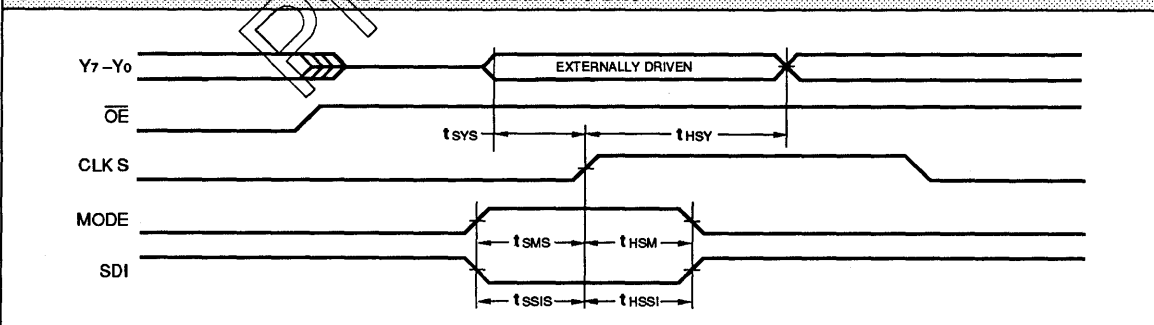 Y7 –Y0
EXTERNALLY DRIVEN
OE
tSYS
tHSY
CLK S
MODE
tSMS
tHSM
SDI
tSSIS
tHSSI